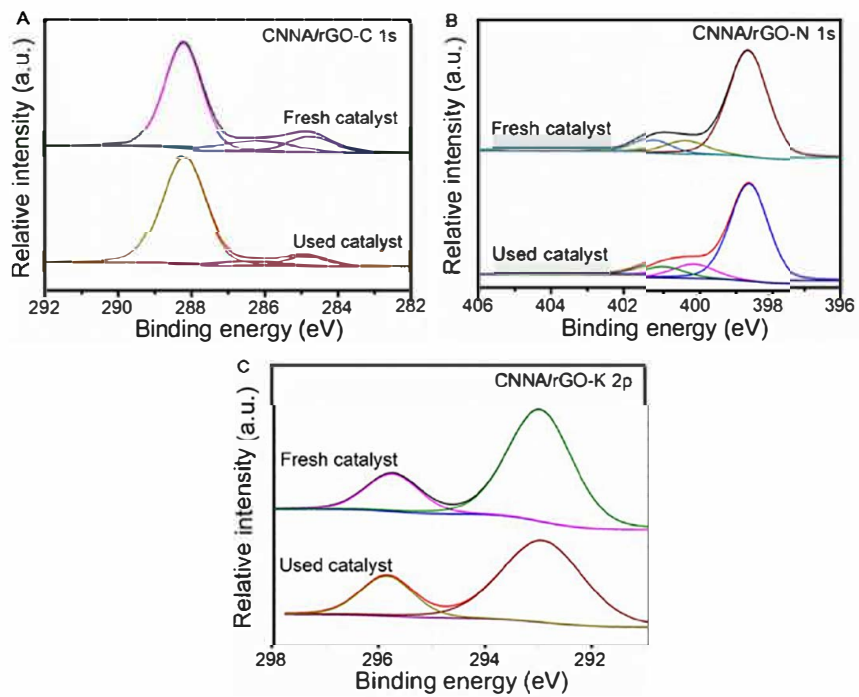 A
CNNA/rGO-C 1s
Fresh catalyst
Used catalyst
Relative intensity (a.u.)
292 290 288 286 284 282
Binding energy (eV)
B
CNNA/rGO-N 1s
Fresh catalyst
Used catalyst
Relative intensity (a.u.)
406 404 402 400 398 396
Binding energy (eV)
C
CNNA/rGO-K 2p
Fresh catalyst
Used catalyst
Relative intensity (a.u.)
298 296 294 292
Binding energy (eV)